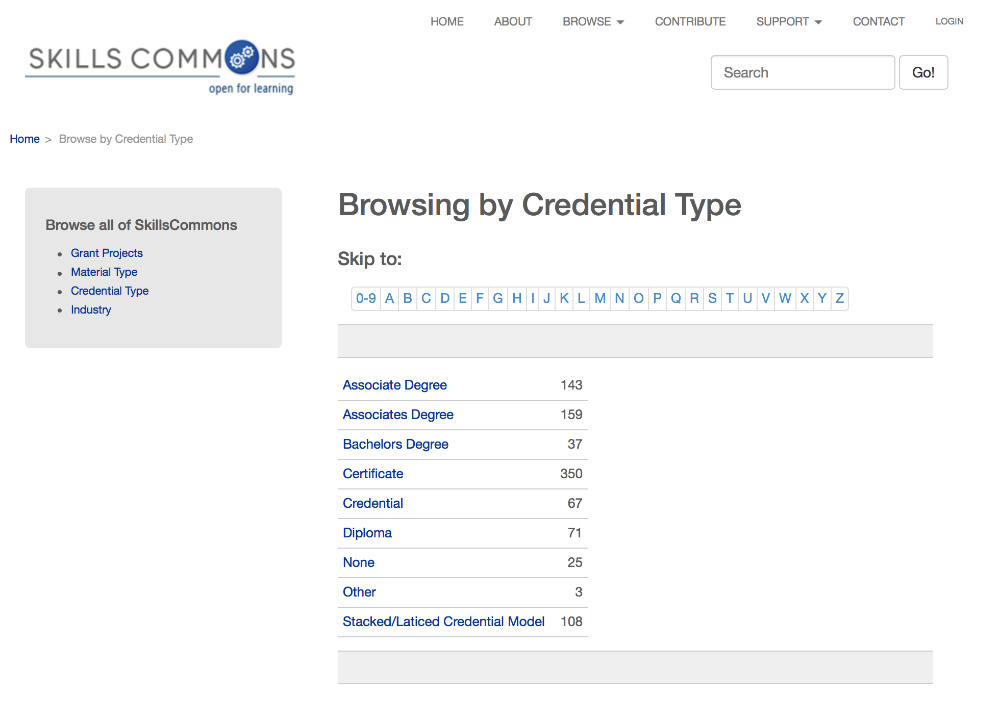 HOME ABOUT BROWSE CONTRIBUTE SUPPORT CONTACT LOGIN
SKILLS COMMONS
open for learning
Search Go!
Home > Browse by Credential Type
Browse all of SkillsCommons
Grant Projects
Material Type
Credential Type
Industry
Browsing by Credential Type
Skip to:
0-9 A B C D E F G H I J K L M N O P Q R S T U V W X Y Z
Associate Degree 143
Associates Degree 159
Bachelors Degree 37
Certificate 350
Credential 67
Diploma 71
None 25
Other 3
Stacked/Laticed Credential Model 108